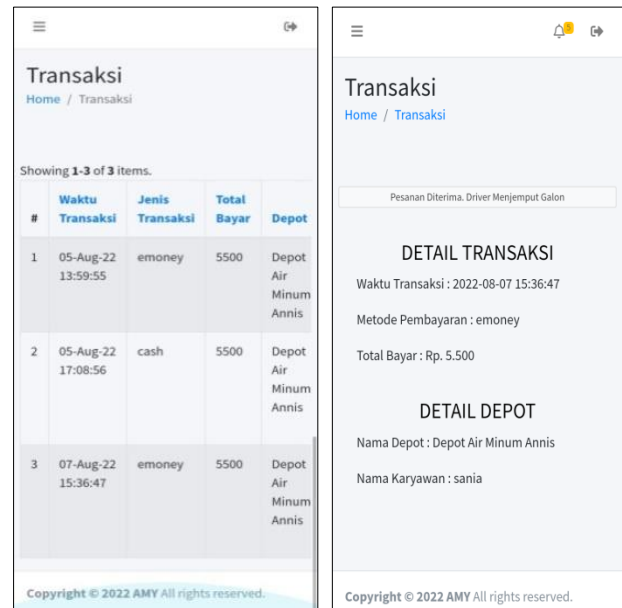 Transaksi
Home / Transaksi
Showing 1-3 of 3 items.
# Waktu Transaksi Jenis Transaksi Total Bayar Depot
1 05-Aug-22 13:59:55 emoney 5500 Depot Air Minum Annis
2 05-Aug-22 17:08:56 cash 5500 Depot Air Minum Annis
3 07-Aug-22 15:36:47 emoney 5500 Depot Air Minum Annis
Copyright © 2022 AMY All rights reserved.
5
Transaksi
Home / Transaksi
Pesanan Diterima. Driver Menjemput Galon
DETAIL TRANSAKSI
Waktu Transaksi : 2022-08-07 15:36:47
Metode Pembayaran : emoney
Total Bayar : Rp. 5.500
DETAIL DEPOT
Nama Depot : Depot Air Minum Annis
Nama Karyawan : sania
Copyright © 2022 AMY All rights reserved.